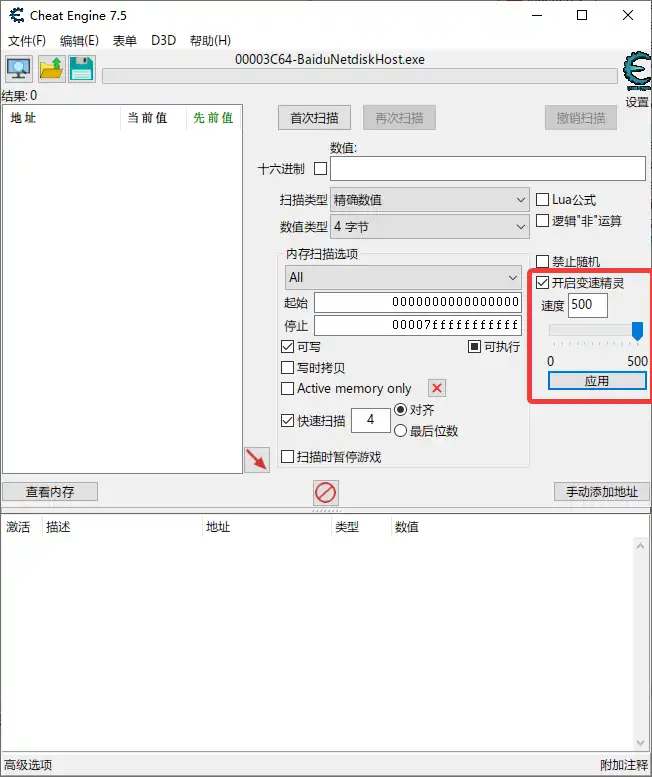 Cheat Engine 7.5
文件(F) 编辑(E) 表单 D3D 帮助(H)
00003C64-BaiduNetdiskHost.exe
结果: 0
设置
地址 当前值 先前值
首次扫描 再次扫描 撤销扫描
数值:
十六进制
扫描类型 精确数值 Lua公式
数值类型 4 字节 逻辑"非"运算
内存扫描选项 禁止随机
All 开启变速精灵
起始 0000000000000000 速度 500
停止 00007fffffffffff
可写 可执行 0 500
写时拷贝 应用
Active memory only
快速扫描 4 对齐
最后位数
扫描时暂停游戏
查看内存 手动添加地址
激活 描述 地址 类型 数值
高级选项 附加注释